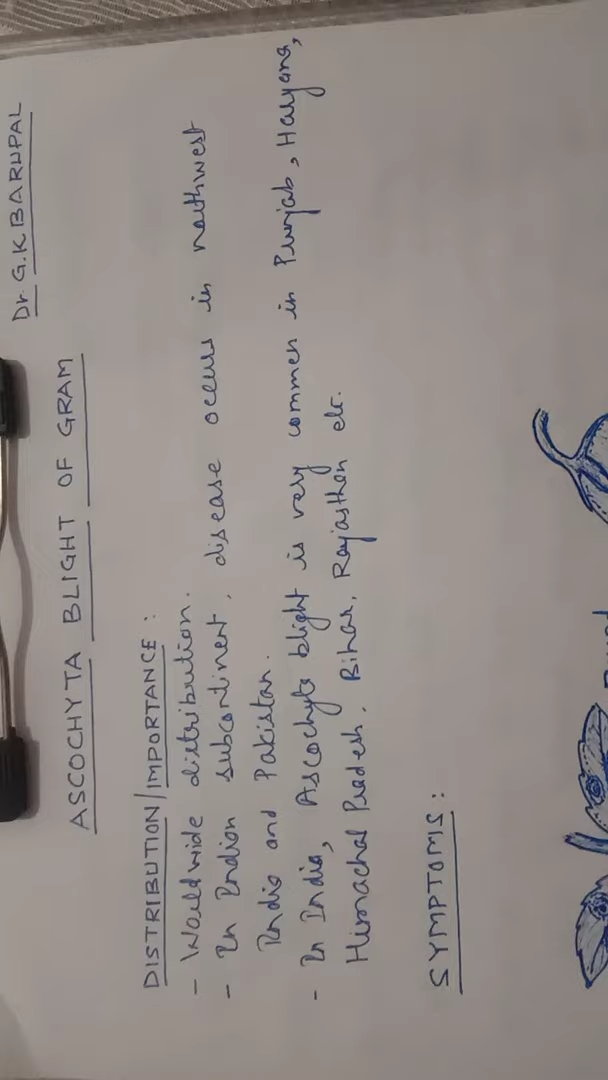 Dr. G.K BARNPAL
ASCOCHYTA BLIGHT OF GRAM
DISTRIBUTION/IMPORTANCE :
- Worldwide distribution.
- In Indian subcontinent, disease occurs in northwest
India and Pakistan.
- In India, Ascochyta blight is very common in Punjab, Haryana,
Himachal Pradesh, Bihar, Rajasthan etc.
SYMPTOMS :